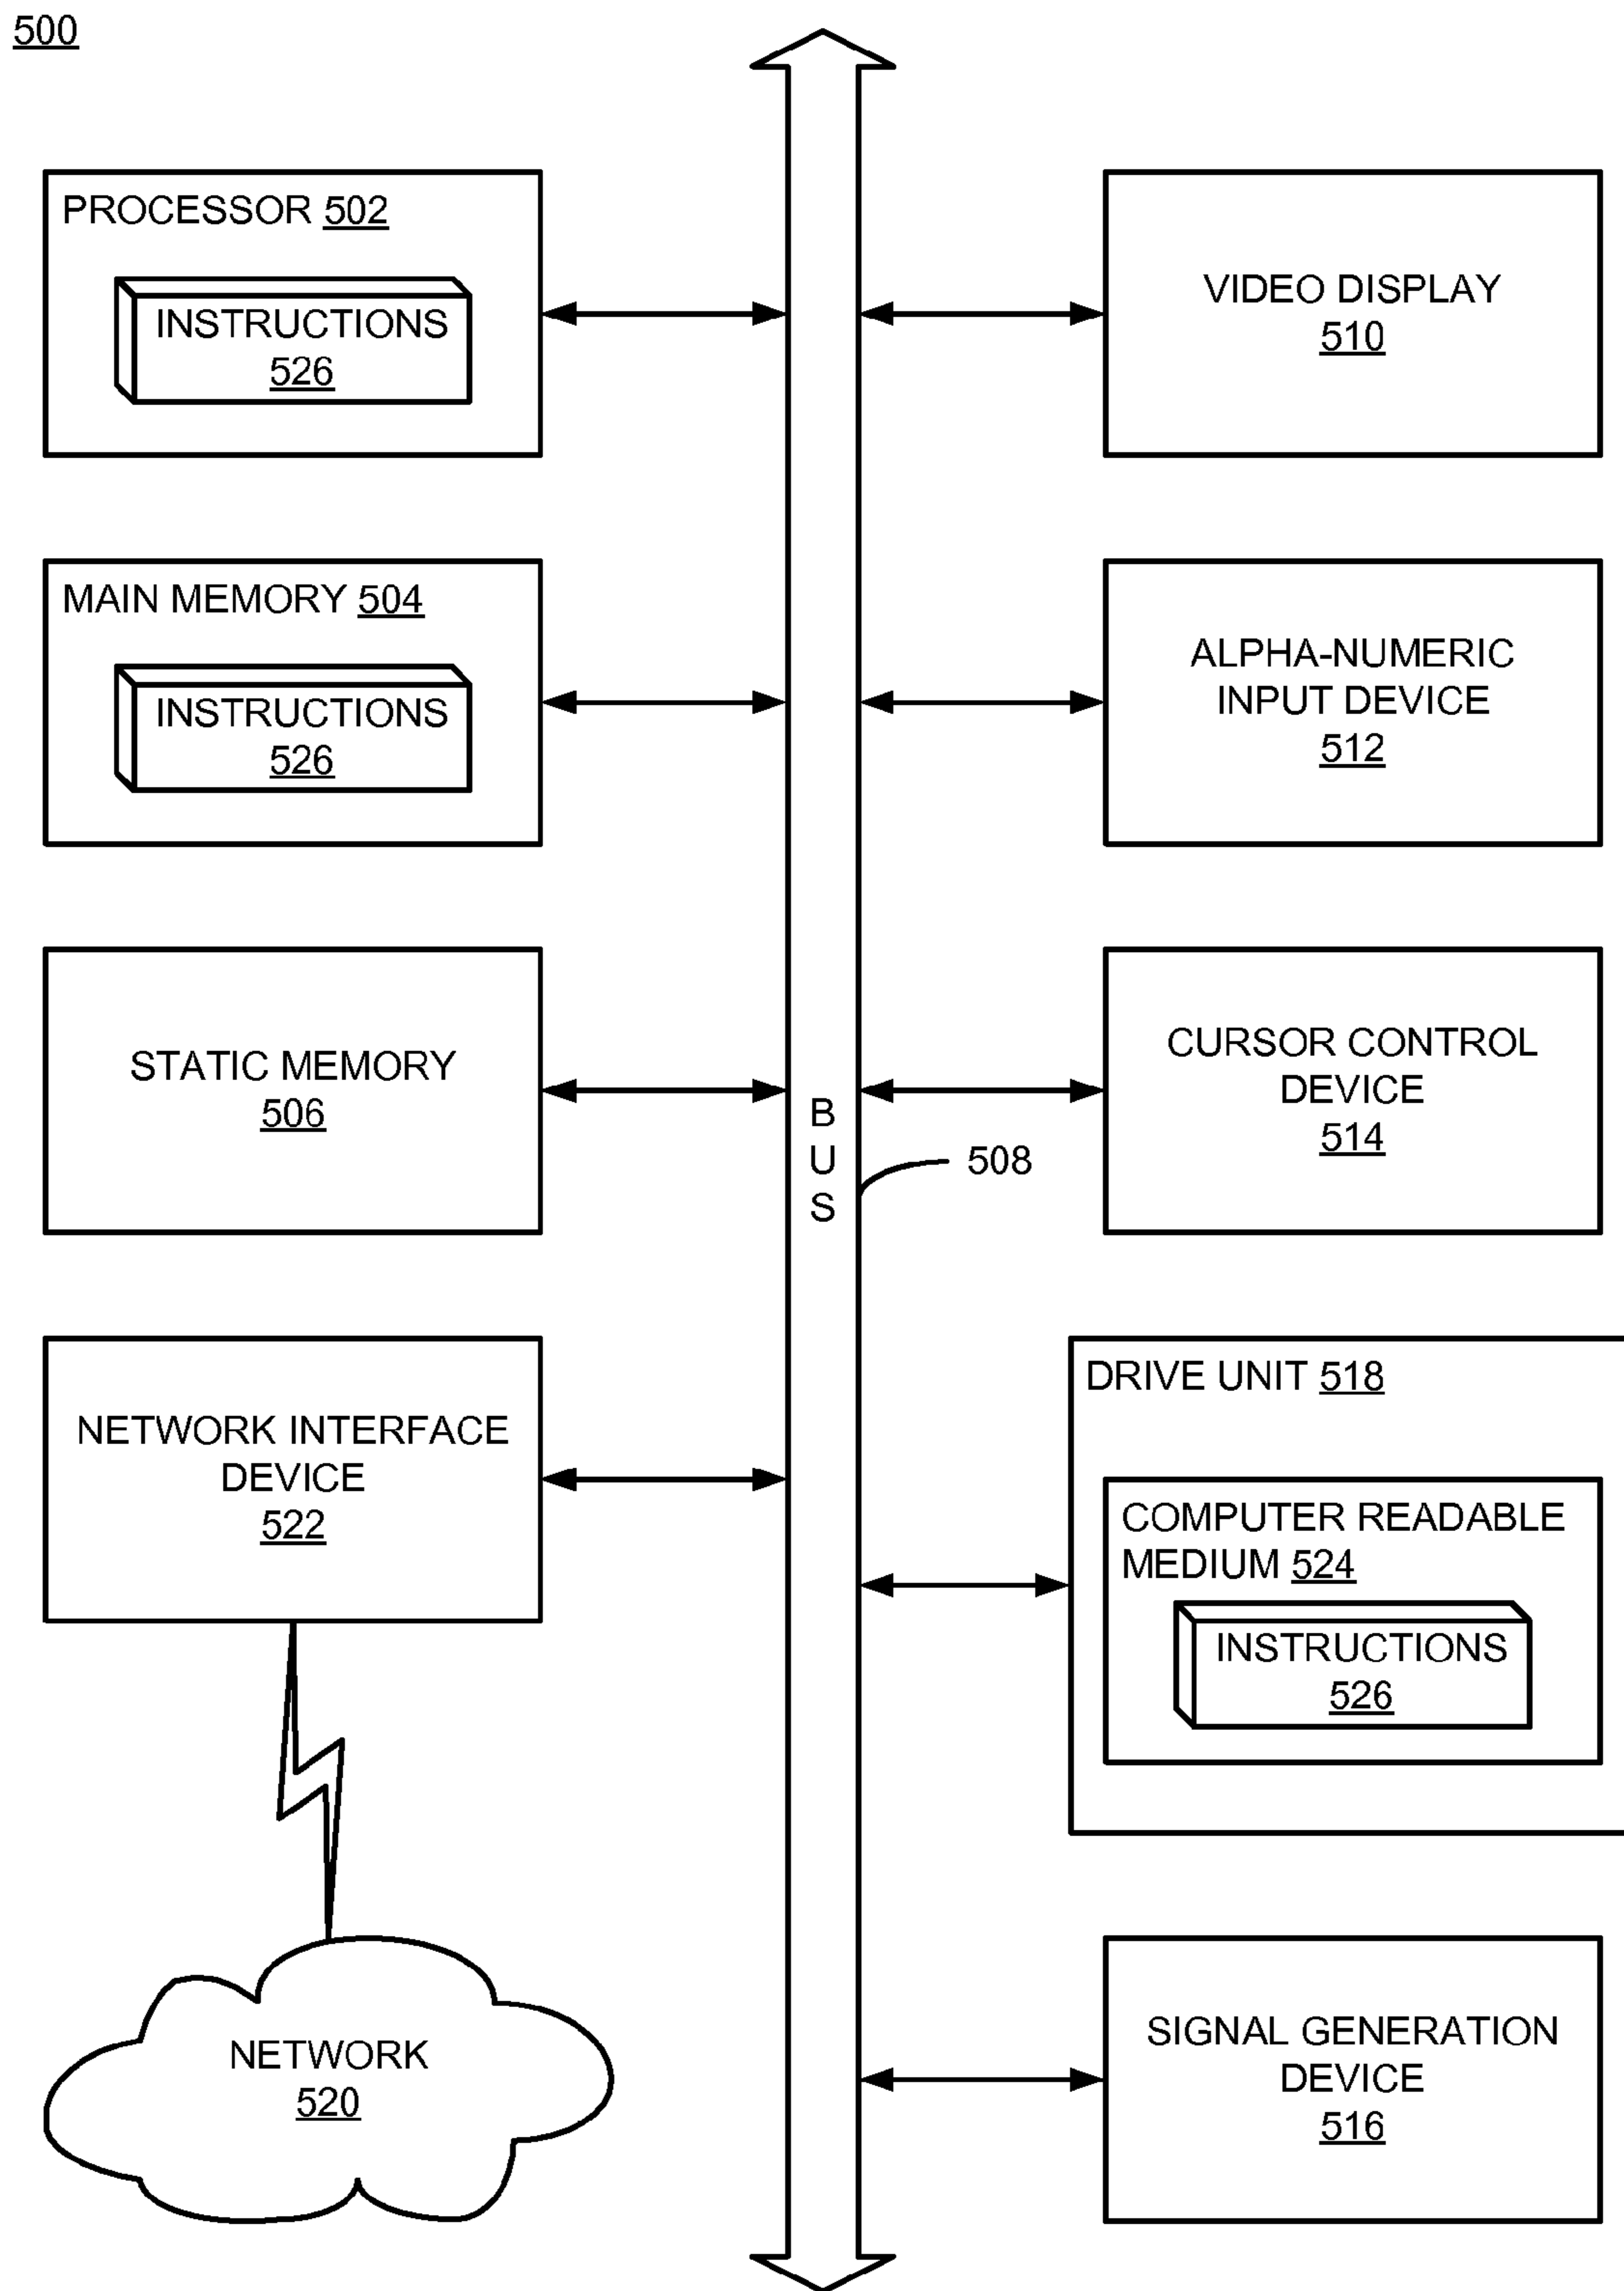 500
PROCESSOR 502
INSTRUCTIONS
526
VIDEO DISPLAY
510
MAIN MEMORY 504
INSTRUCTIONS
526
ALPHA-NUMERIC
INPUT DEVICE
512
STATIC MEMORY
506
CURSOR CONTROL
DEVICE
514
B
U
S
508
NETWORK INTERFACE
DEVICE
522
DRIVE UNIT 518
COMPUTER READABLE
MEDIUM 524
INSTRUCTIONS
526
NETWORK
520
SIGNAL GENERATION
DEVICE
516